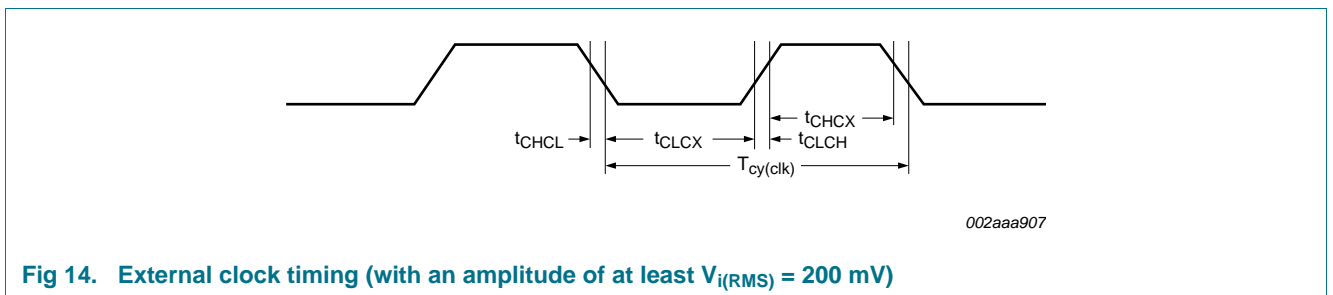 tCHCX
tCHCL tCLCX tCLCH
Tcy(clk)
002aaa907
Fig 14. External clock timing (with an amplitude of at least Vi(RMS) = 200 mV)